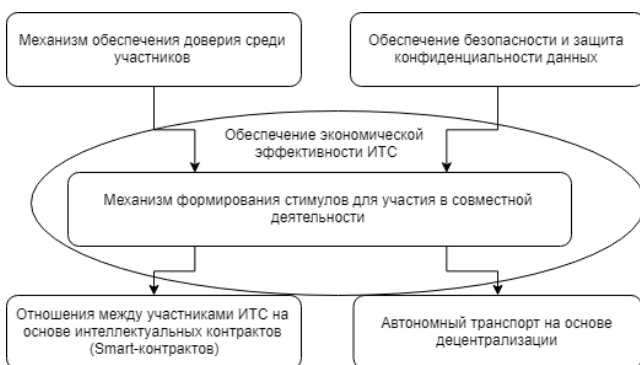 Механизм обеспечения доверия среди
участников
Обеспечение безопасности и защита
конфиденциальности данных
Обеспечение экономической
эффективности ИТС
Механизм формирования стимулов для участия в совместной
деятельности
Отношения между участниками ИТС на
основе интеллектуальных контрактов
(Smart-контрактов)
Автономный транспорт на основе
децентрализации